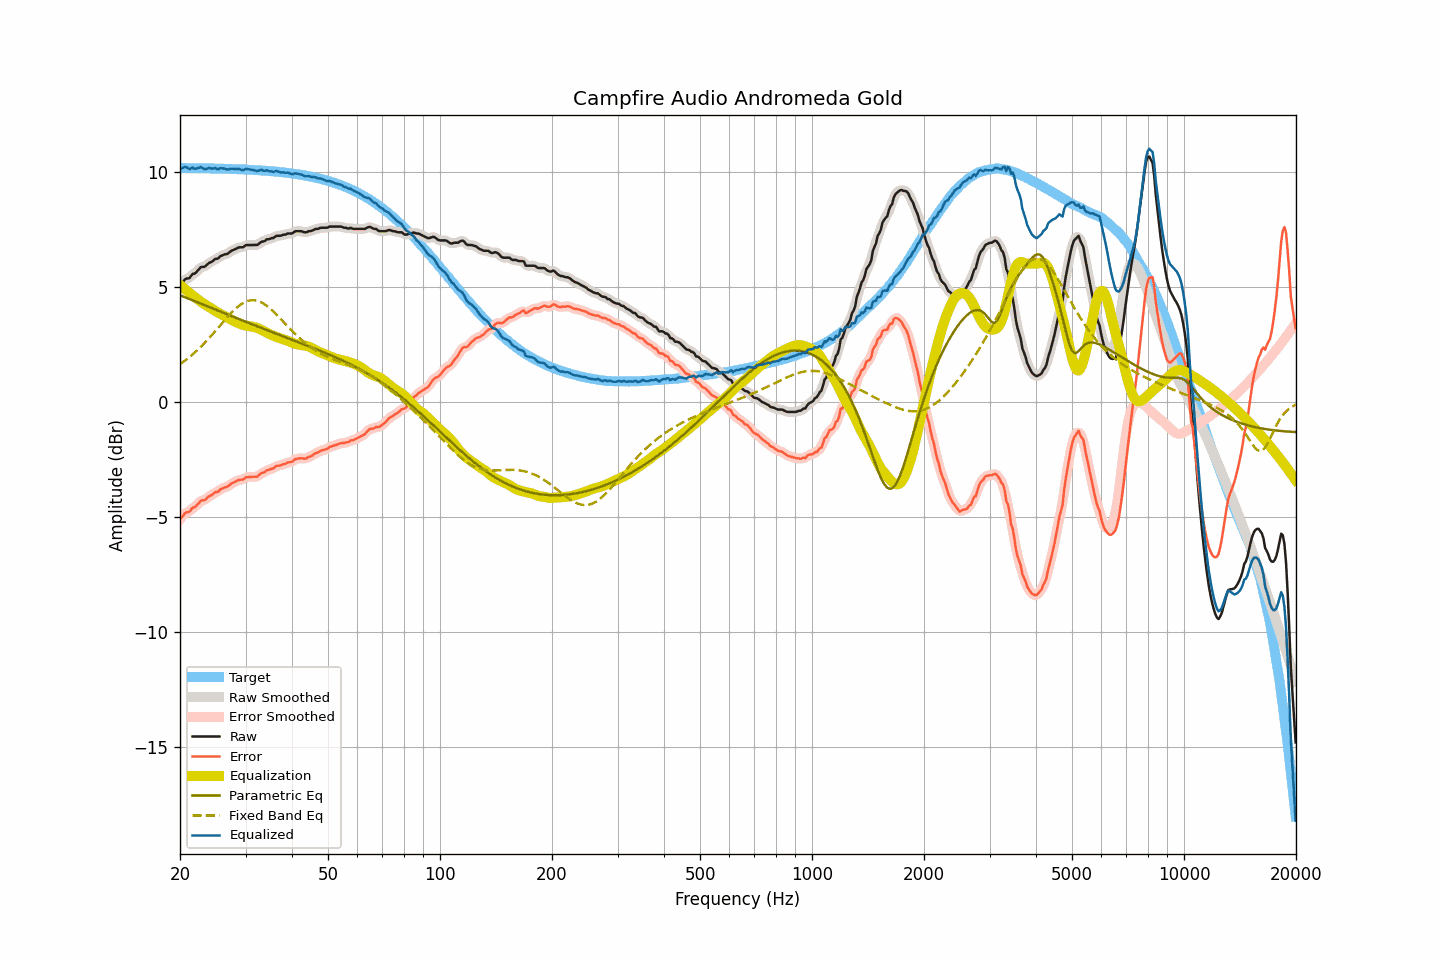 Campfire Audio Andromeda Gold
Amplitude (dBr)
10
5
0
−5
−10
−15
Target
Raw Smoothed
Error Smoothed
Raw
Error
Equalization
Parametric Eq
Fixed Band Eq
Equalized
20 50 100 200 500 1000 2000 5000 10000 20000
Frequency (Hz)